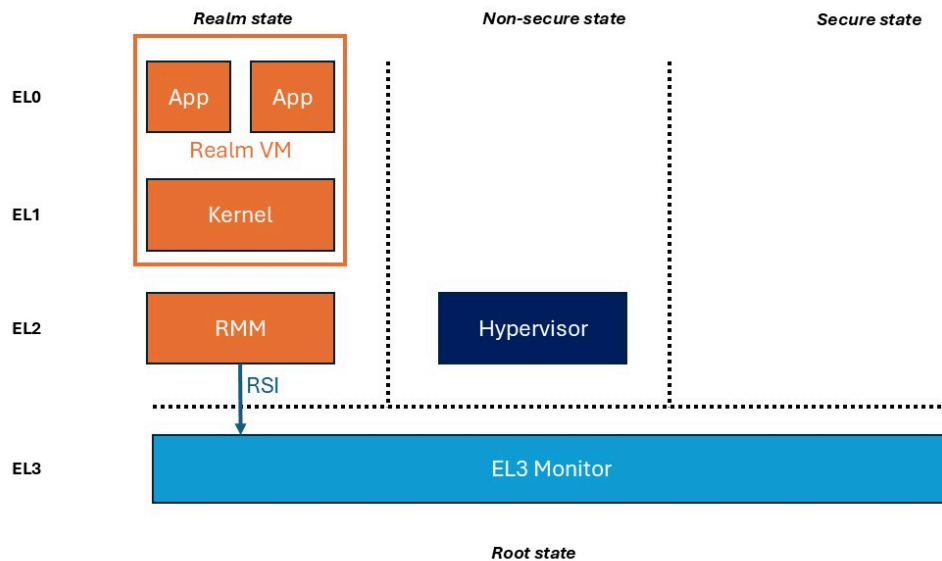 Realm state Non-secure state Secure state
EL0
App App
Realm VM
EL1
Kernel
EL2
RMM
Hypervisor
RSI
EL3
EL3 Monitor
Root state